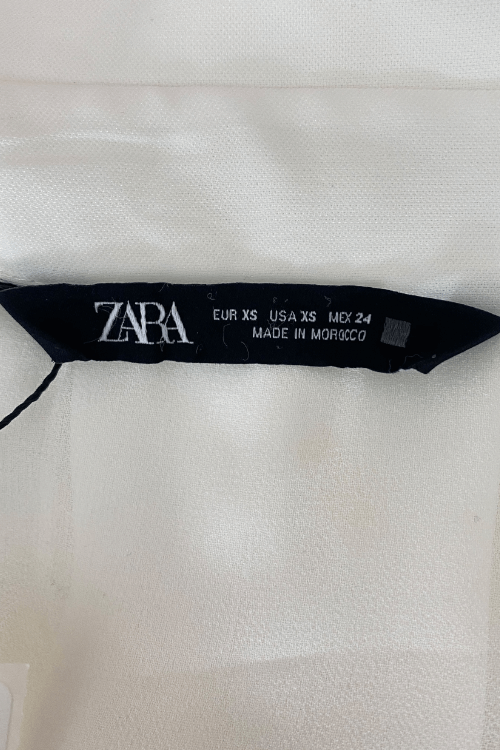 ZARA
EUR XS USA XS MEX 24
MADE IN MOROCCO